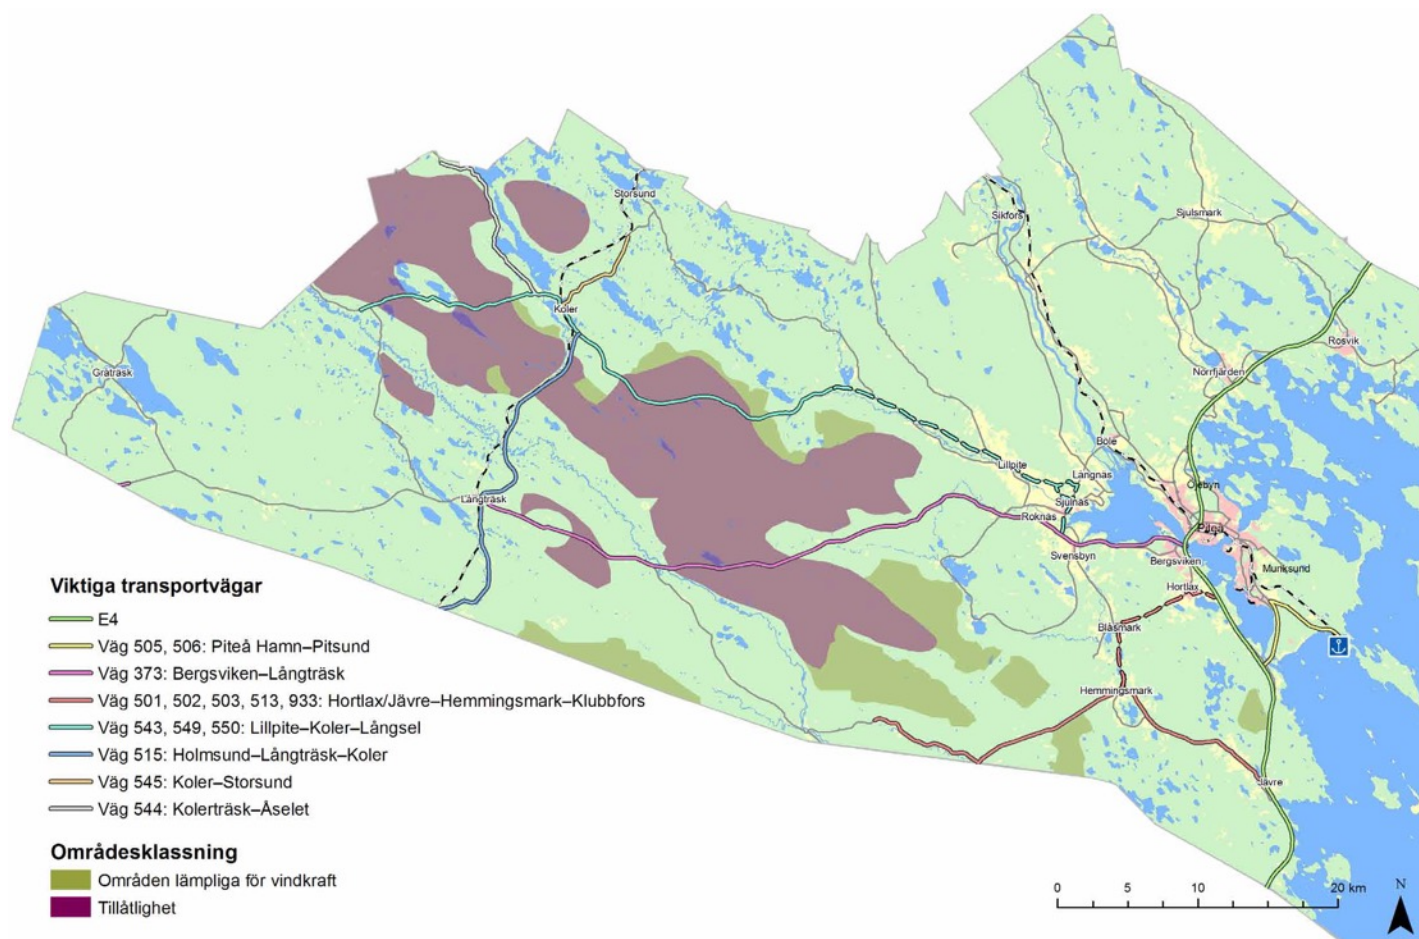 Storsund
Sikfors
Sjulsmark
Koler
Rosvik
Gråträsk
Norrfjärden
Böle
Lillpite
Långnäs
Öjebyn
Långträsk
Sjulnäs
Roknäs
Piteå
Svensbyn
Bergsviken
Munksund
Hortlax
Blåsmark
Hemmingsmark
Jävre
Viktiga transportvägar
E4
Väg 505, 506: Piteå Hamn–Pitsund
Väg 373: Bergsviken–Långträsk
Väg 501, 502, 503, 513, 933: Hortlax/Jävre–Hemmingsmark–Klubbfors
Väg 543, 549, 550: Lillpite–Koler–Långsel
Väg 515: Holmsund–Långträsk–Koler
Väg 545: Koler–Storsund
Väg 544: Kolerträsk–Åselet
Områdesklassning
Områden lämpliga för vindkraft
Tillåtlighet
0 5 10 20 km
N